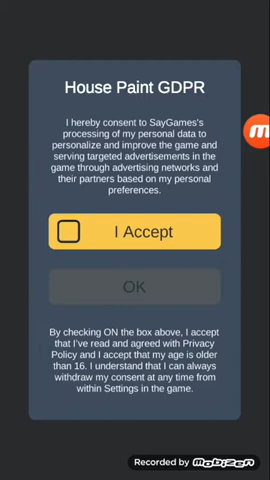 House Paint GDPR
I hereby consent to SayGames's
processing of my personal data to
personalize and improve the game and
serving targeted advertisements in the
game through advertising networks and
their partners based on my personal
preferences.
I Accept
OK
By checking ON the box above, I accept
that I've read and agreed with Privacy
Policy and I accept that my age is older
than 16. I understand that I can always
withdraw my consent at any time from
within Settings in the game.
Recorded by mobizen